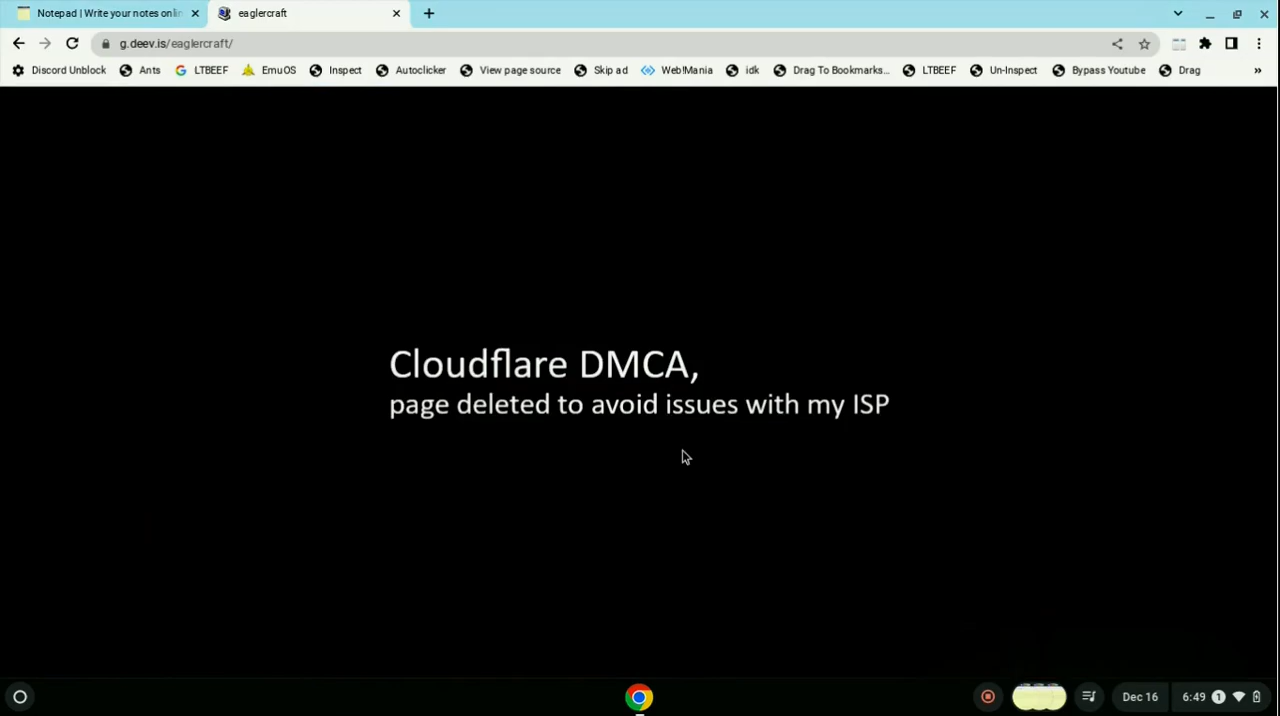 Notepad | Write your notes onlin
eaglercraft
g.deev.is/eaglercraft/
Discord Unblock
Ants
LTBEEF
EmuOS
Inspect
Autoclicker
View page source
Skip ad
Web!Mania
idk
Drag To Bookmarks...
LTBEEF
Un-Inspect
Bypass Youtube
Drag
»
Cloudflare DMCA,
page deleted to avoid issues with my ISP
Dec 16
6:49
1